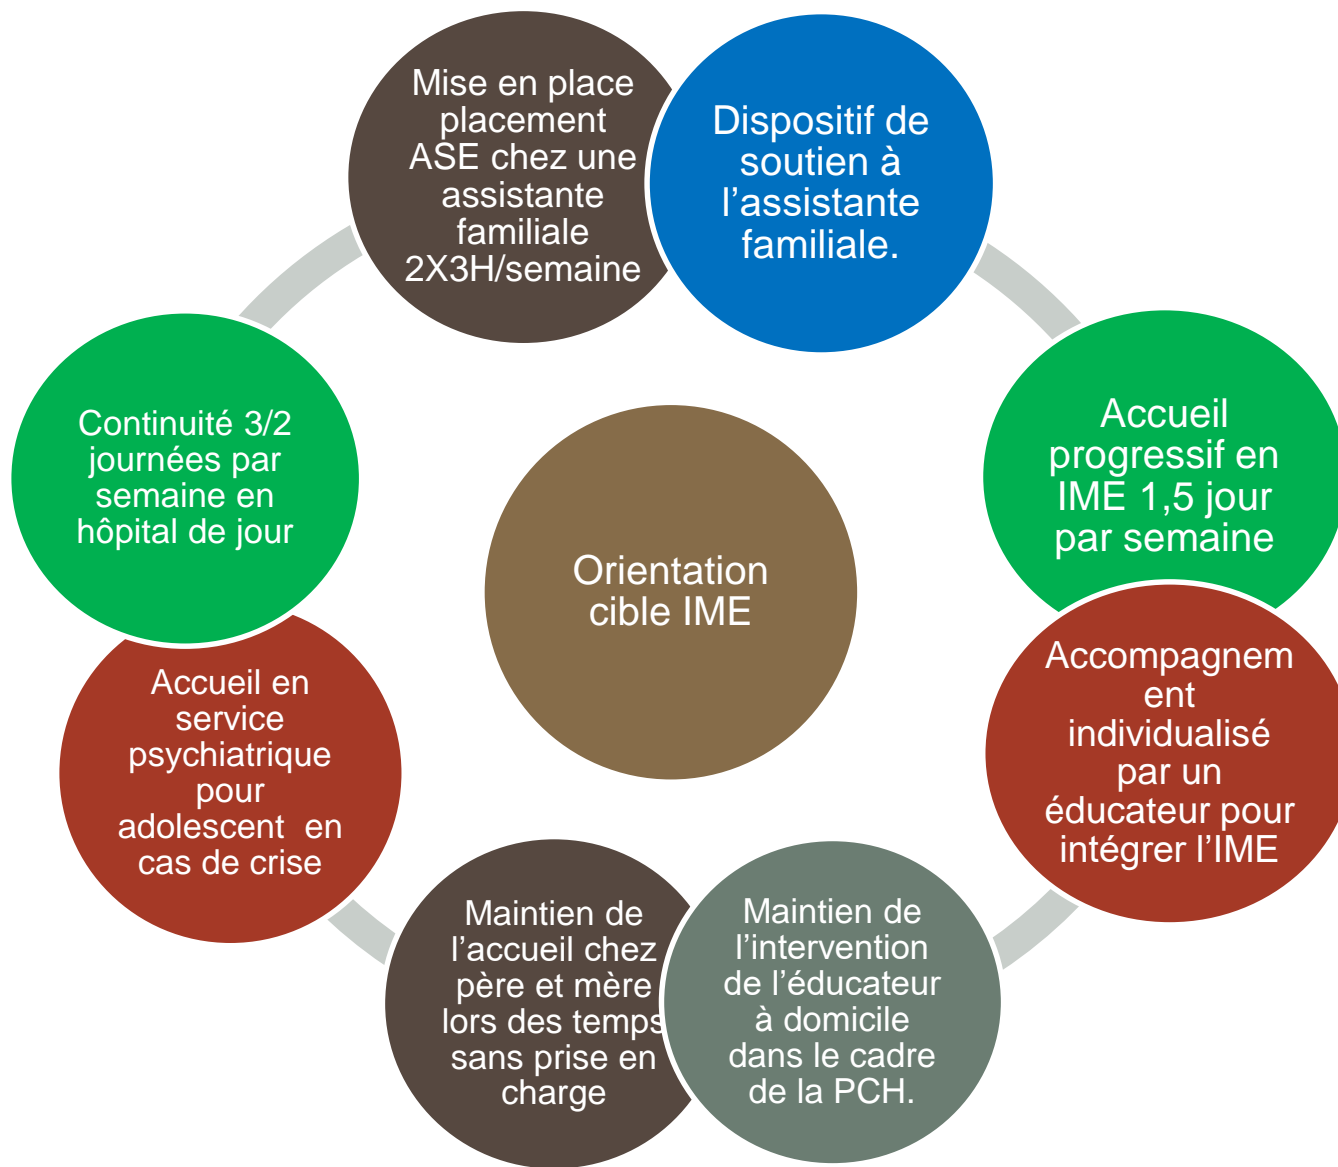 Mise en place
placement
ASE chez une
assistante
familiale
2X3H/semaine
Dispositif de
soutien à
l’assistante
familiale.
Continuité 3/2
journées par
semaine en
hôpital de jour
Accueil
progressif en
IME 1,5 jour
par semaine
Orientation
cible IME
Accueil en
service
psychiatrique
pour
adolescent  en
cas de crise
Accompagnem
ent
individualisé
par un
éducateur pour
intégrer l’IME
Maintien de
l’accueil chez
père et mère
lors des temps
sans prise en
charge
Maintien de
l’intervention
de l’éducateur
à domicile
dans le cadre
de la PCH.